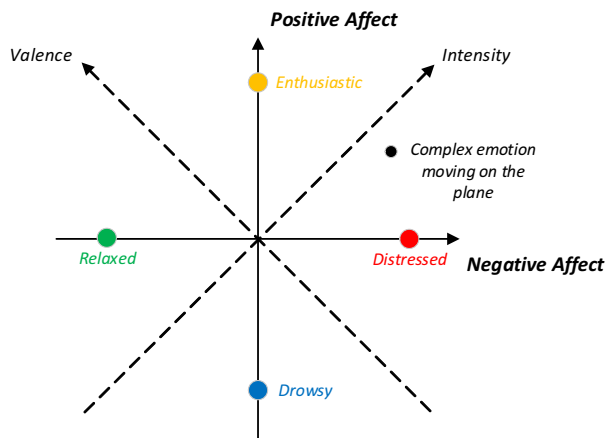 Positive Affect
Valence
Intensity
Enthusiastic
Complex emotion
moving on the
plane
Relaxed
Distressed
Negative Affect
Drowsy